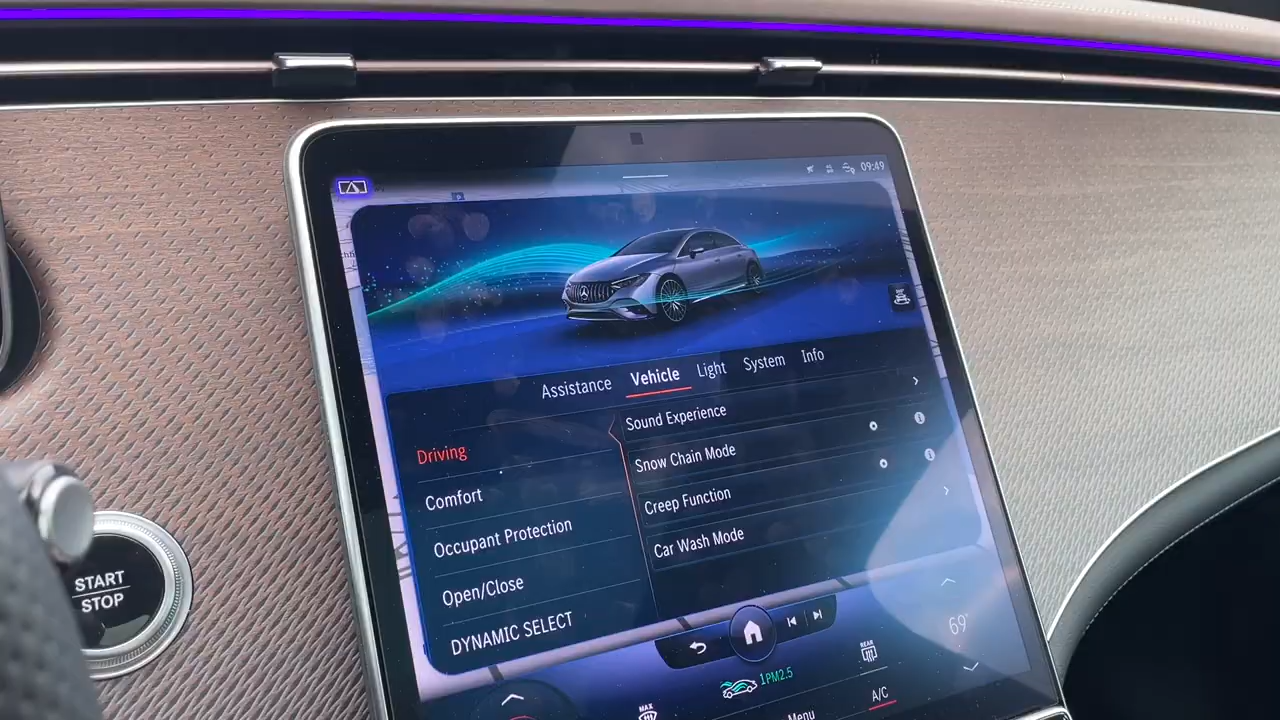 09:49
Assistance Vehicle Light System Info
Driving
Comfort
Occupant Protection
Open/Close
DYNAMIC SELECT
Sound Experience
Snow Chain Mode
Creep Function
Car Wash Mode
START
STOP
69°
1PM2.5
REAR
MAX
Menu
A/C